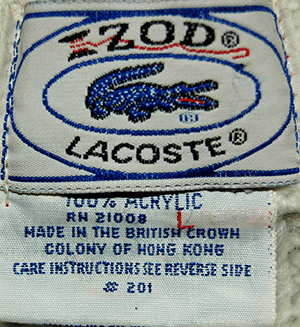 IZOD®
LACOSTE®
100% ACRYLIC
RN 21008 L
MADE IN THE BRITISH CROWN
COLONY OF HONG KONG
CARE INSTRUCTIONS SEE REVERSE SIDE
# 201